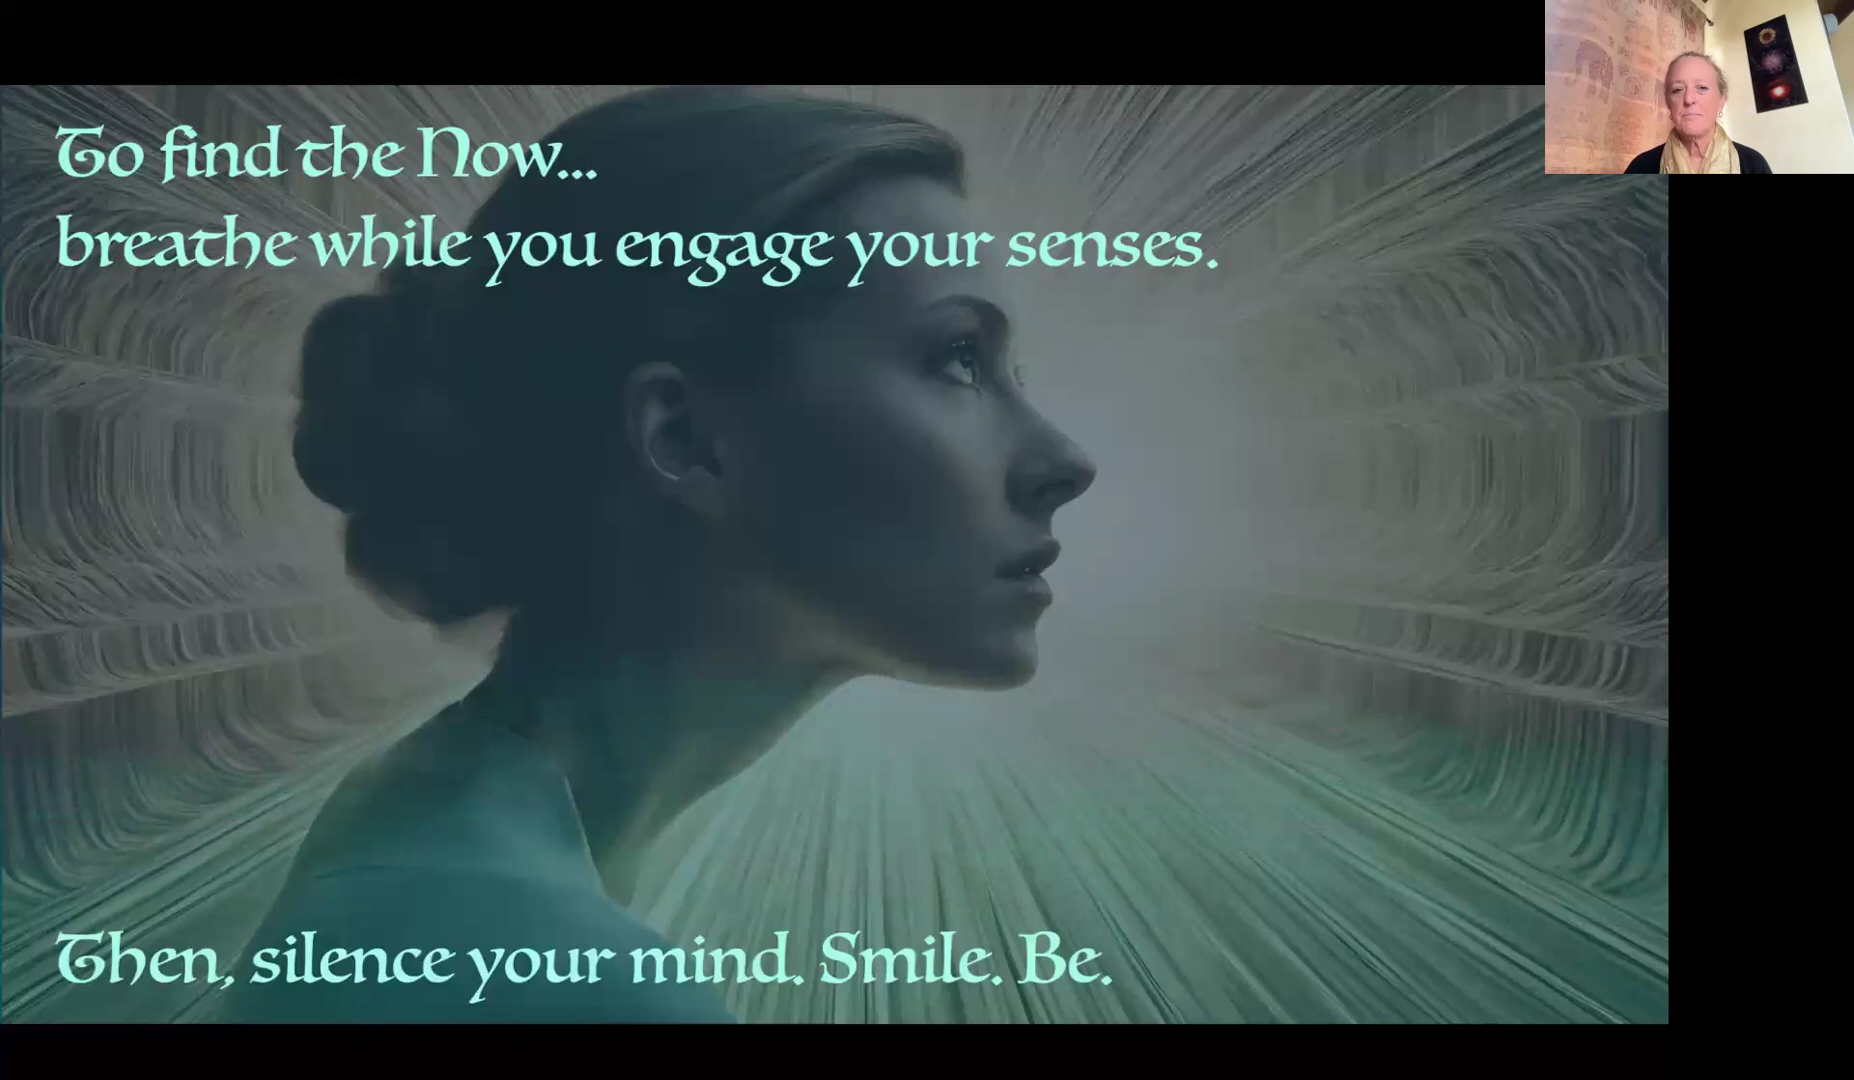 To find the Now...
breathe while you engage your senses.
Then, silence your mind. Smile. Be.